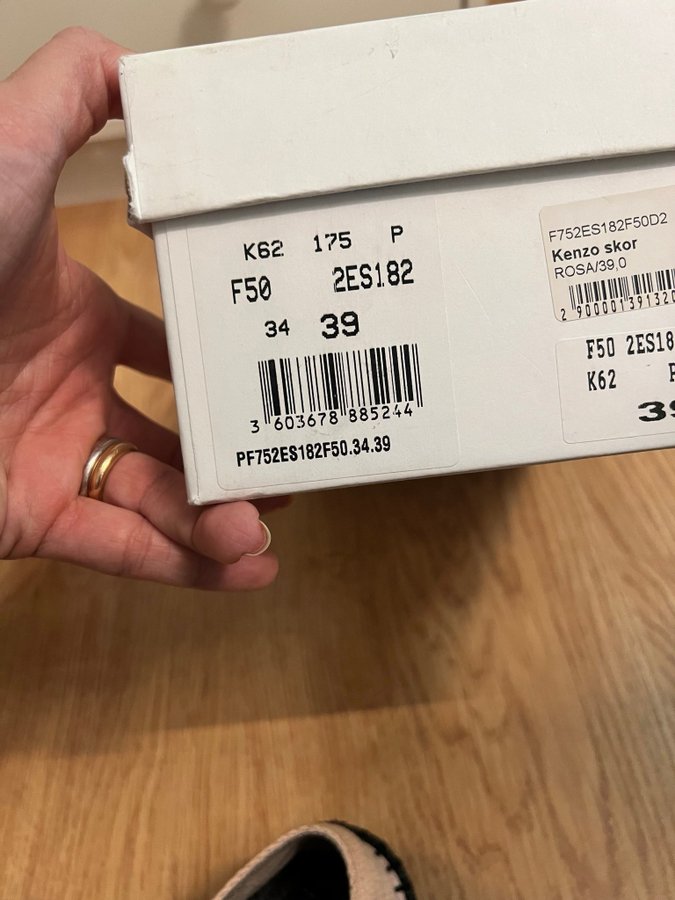 K62 175 P
F50 2ES182
34 39
3 603678 885244
PF752ES182F50.34.39
F752ES182F50D2
Kenzo skor
ROSA/39,0
F50 2ES18
K62